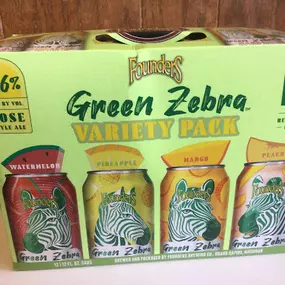 Founders
Green Zebra
VARIETY PACK
6%
BY VOL.
OSE
YLE ALE
WATERMELON
PINEAPPLE
MANGO
PEACH
Founders
Founders
Founders
Founders
Green Zebra
Green Zebra
Green Zebra
Green Zebra
BREWED AND PACKAGED BY FOUNDERS BREWING CO., GRAND RAPIDS, MICHIGAN